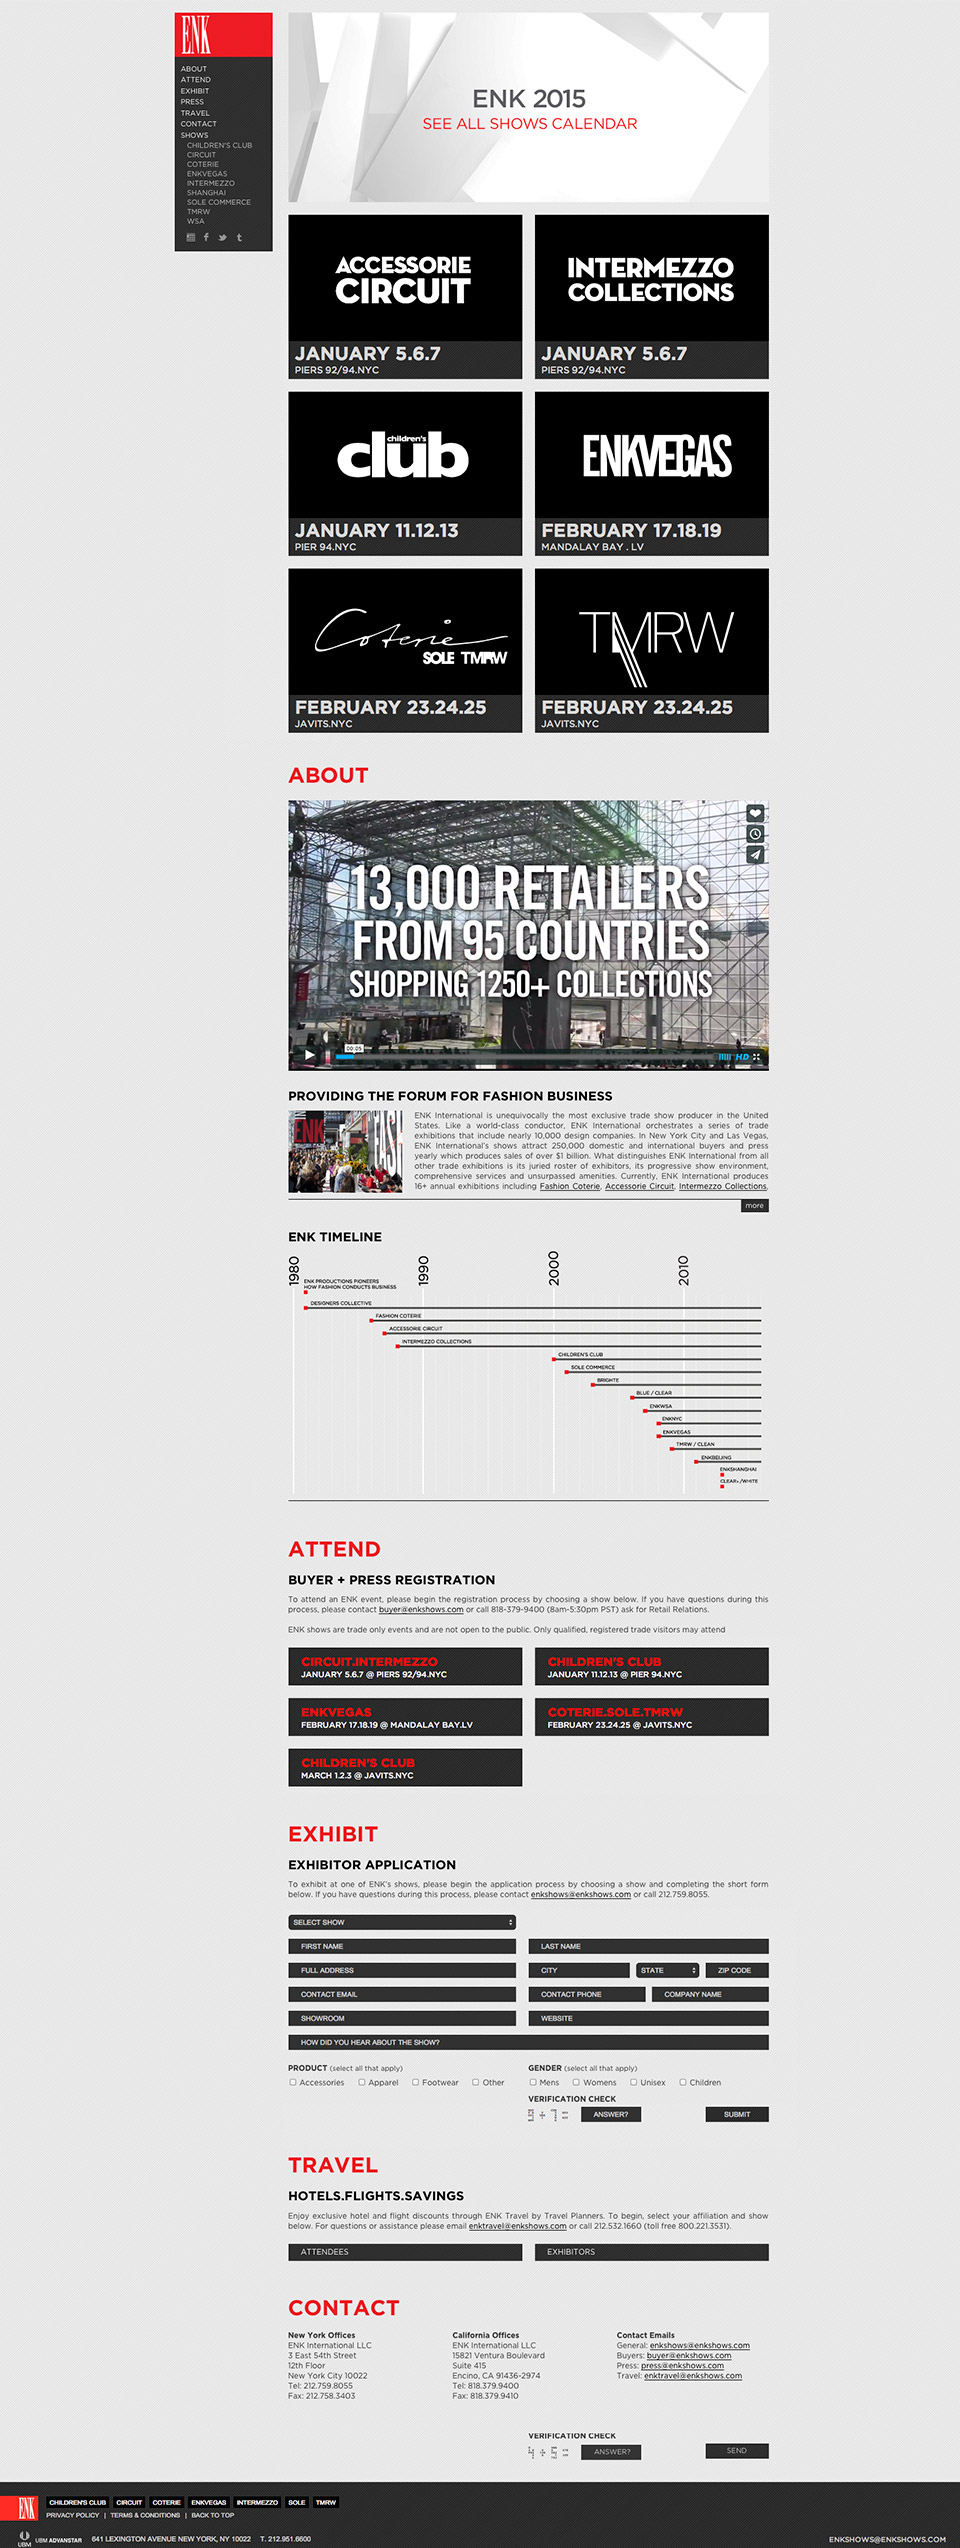 ENK
ABOUT
ATTEND
EXHIBIT
PRESS
TRAVEL
CONTACT
SHOWS
CHILDREN'S CLUB
CIRCUIT
COTERIE
ENKVEGAS
INTERMEZZO
SHANGHAI
SOLE COMMERCE
TMRW
WSA
ENK 2015
SEE ALL SHOWS CALENDAR
ACCESSORIE
CIRCUIT
JANUARY 5.6.7
PIERS 92/94.NYC
INTERMEZZO
COLLECTIONS
JANUARY 5.6.7
PIERS 92/94.NYC
children's
club
JANUARY 11.12.13
PIER 94.NYC
ENKVEGAS
FEBRUARY 17.18.19
MANDALAY BAY . LV
Coterie
SOLE TMRW
FEBRUARY 23.24.25
JAVITS.NYC
TMRW
FEBRUARY 23.24.25
JAVITS.NYC
ABOUT
13,000 RETAILERS
FROM 95 COUNTRIES
SHOPPING 1250+ COLLECTIONS
00:05
HD
PROVIDING THE FORUM FOR FASHION BUSINESS
ENK
ENK International is unequivocally the most exclusive trade show producer in the United
States. Like a world-class conductor, ENK International orchestrates a series of trade
exhibitions that include nearly 10,000 design companies. In New York City and Las Vegas,
ENK International's shows attract 250,000 domestic and international buyers and press
yearly which produces sales of over $1 billion. What distinguishes ENK International from all
other trade exhibitions is its juried roster of exhibitors, its progressive show environment,
comprehensive services and unsurpassed amenities. Currently, ENK International produces
16+ annual exhibitions including Fashion Coterie, Accessorie Circuit, Intermezzo Collections,
more
ENK TIMELINE
1980
1990
2000
2010
ENK PRODUCTIONS PIONEERS
HOW FASHION CONDUCTS BUSINESS
DESIGNERS COLLECTIVE
FASHION COTERIE
ACCESSORIE CIRCUIT
INTERMEZZO COLLECTIONS
CHILDREN'S CLUB
SOLE COMMERCE
BRIGHTE
BLUE / CLEAR
ENKWSA
ENKNYC
ENKVEGAS
TMRW / CLEAN
ENKBEIJING
ENKSHANGHAI
CLEAR+/WHITE
ATTEND
BUYER + PRESS REGISTRATION
To attend an ENK event, please begin the registration process by choosing a show below. If you have questions during this
process, please contact buyer@enkshows.com or call 818-379-9400 (8am-5:30pm PST) ask for Retail Relations.
ENK shows are trade only events and are not open to the public. Only qualified, registered trade visitors may attend
CIRCUIT.INTERMEZZO
JANUARY 5.6.7 @ PIERS 92/94.NYC
CHILDREN'S CLUB
JANUARY 11.12.13 @ PIER 94.NYC
ENKVEGAS
FEBRUARY 17.18.19 @ MANDALAY BAY.LV
COTERIE.SOLE.TMRW
FEBRUARY 23.24.25 @ JAVITS.NYC
CHILDREN'S CLUB
MARCH 1.2.3 @ JAVITS.NYC
EXHIBIT
EXHIBITOR APPLICATION
To exhibit at one of ENK's shows, please begin the application process by choosing a show and completing the short form
below. If you have questions during this process, please contact enkshows@enkshows.com or call 212.759.8055.
SELECT SHOW
FIRST NAME
LAST NAME
FULL ADDRESS
CITY
STATE
ZIP CODE
CONTACT EMAIL
CONTACT PHONE
COMPANY NAME
SHOWROOM
WEBSITE
HOW DID YOU HEAR ABOUT THE SHOW?
PRODUCT (select all that apply)
Accessories Apparel Footwear Other
GENDER (select all that apply)
Mens Womens Unisex Children
VERIFICATION CHECK
ANSWER?
SUBMIT
TRAVEL
HOTELS.FLIGHTS.SAVINGS
Enjoy exclusive hotel and flight discounts through ENK Travel by Travel Planners. To begin, select your affiliation and show
below. For questions or assistance please email enktravel@enkshows.com or call 212.532.1660 (toll free 800.221.3531).
ATTENDEES
EXHIBITORS
CONTACT
New York Offices
ENK International LLC
3 East 54th Street
12th Floor
New York City 10022
Tel: 212.759.8055
Fax: 212.758.3403
California Offices
ENK International LLC
15821 Ventura Boulevard
Suite 415
Encino, CA 91436-2974
Tel: 818.379.9400
Fax: 818.379.9410
Contact Emails
General: enkshows@enkshows.com
Buyers: buyer@enkshows.com
Press: press@enkshows.com
Travel: enktravel@enkshows.com
VERIFICATION CHECK
ANSWER?
SEND
ENK
CHILDREN'S CLUB CIRCUIT COTERIE ENKVEGAS INTERMEZZO SOLE TMRW
PRIVACY POLICY | TERMS & CONDITIONS | BACK TO TOP
UBM
UBM ADVANSTAR
641 LEXINGTON AVENUE NEW YORK, NY 10022 T. 212.951.6600
ENKSHOWS@ENKSHOWS.COM